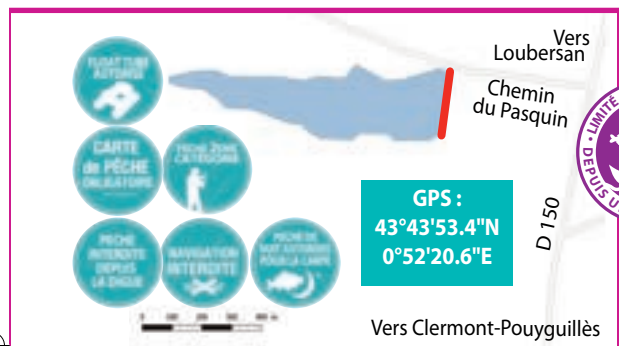 Vers
Loubersan
Chemin
du Pasquin
FLOAT TUBE
AUTORISÉ
CARTE
de PÊCHE
OBLIGATOIRE
PÊCHE 2ÈME
CATÉGORIE
PÊCHE
INTERDITE
DEPUIS
LA DIGUE
NAVIGATION
INTERDITE
PÊCHE DE
NUIT AUTORISÉE
POUR LA CARPE
• LIMITÉ
DEPUIS U
GPS :
43°43'53.4"N
0°52'20.6"E
D 150
Vers Clermont-Pouyguillès